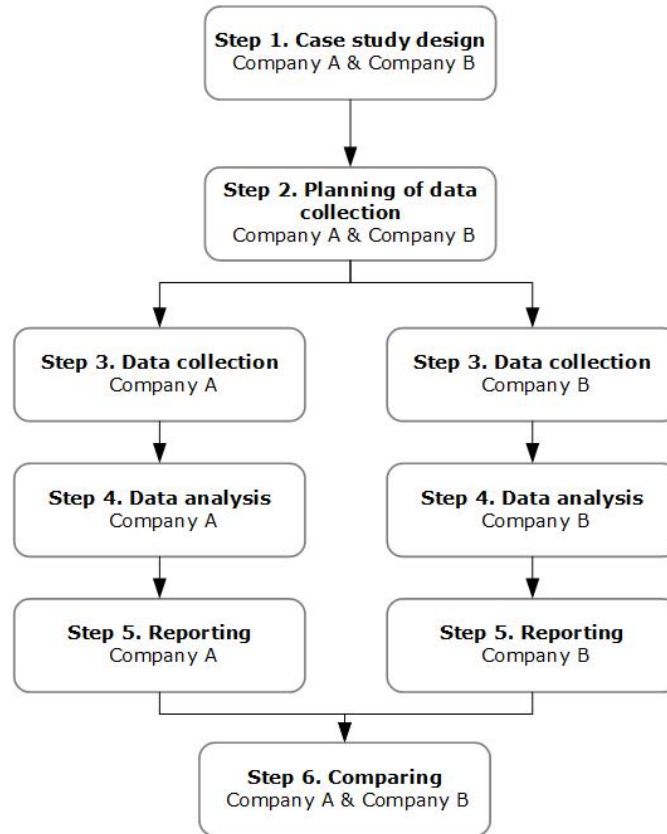 Step 1. Case study design
Company A & Company B
Step 2. Planning of data
collection
Company A & Company B
Step 3. Data collection
Company A
Step 3. Data collection
Company B
Step 4. Data analysis
Company A
Step 4. Data analysis
Company B
Step 5. Reporting
Company A
Step 5. Reporting
Company B
Step 6. Comparing
Company A & Company B